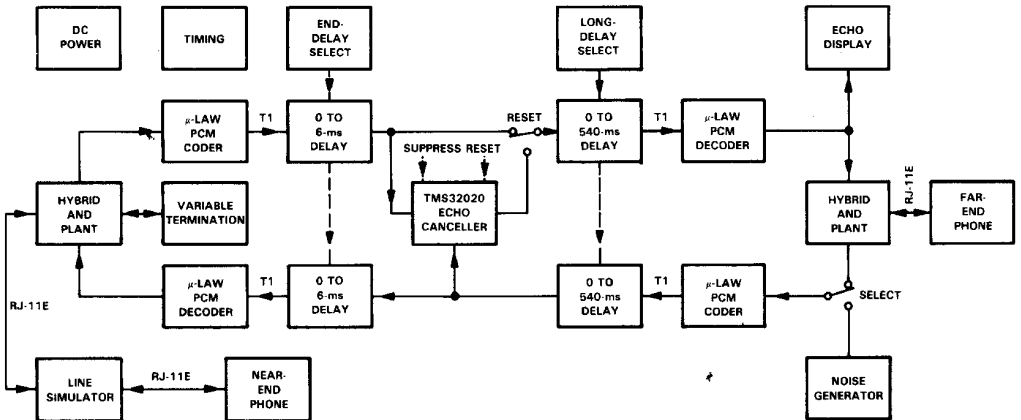 DC
POWER
TIMING
END-
DELAY
SELECT
LONG-
DELAY
SELECT
ECHO
DISPLAY
μ-LAW
PCM
CODER
T1
0 TO
6-ms
DELAY
RESET
0 TO
540-ms
DELAY
T1
μ-LAW
PCM
DECODER
SUPPRESS RESET
HYBRID
AND
PLANT
VARIABLE
TERMINATION
TMS32020
ECHO
CANCELLER
HYBRID
AND
PLANT
RJ-11E
FAR-
END
PHONE
RJ-11E
μ-LAW
PCM
DECODER
T1
0 TO
6-ms
DELAY
0 TO
540-ms
DELAY
T1
μ-LAW
PCM
CODER
SELECT
LINE
SIMULATOR
RJ-11E
NEAR-
END
PHONE
NOISE
GENERATOR